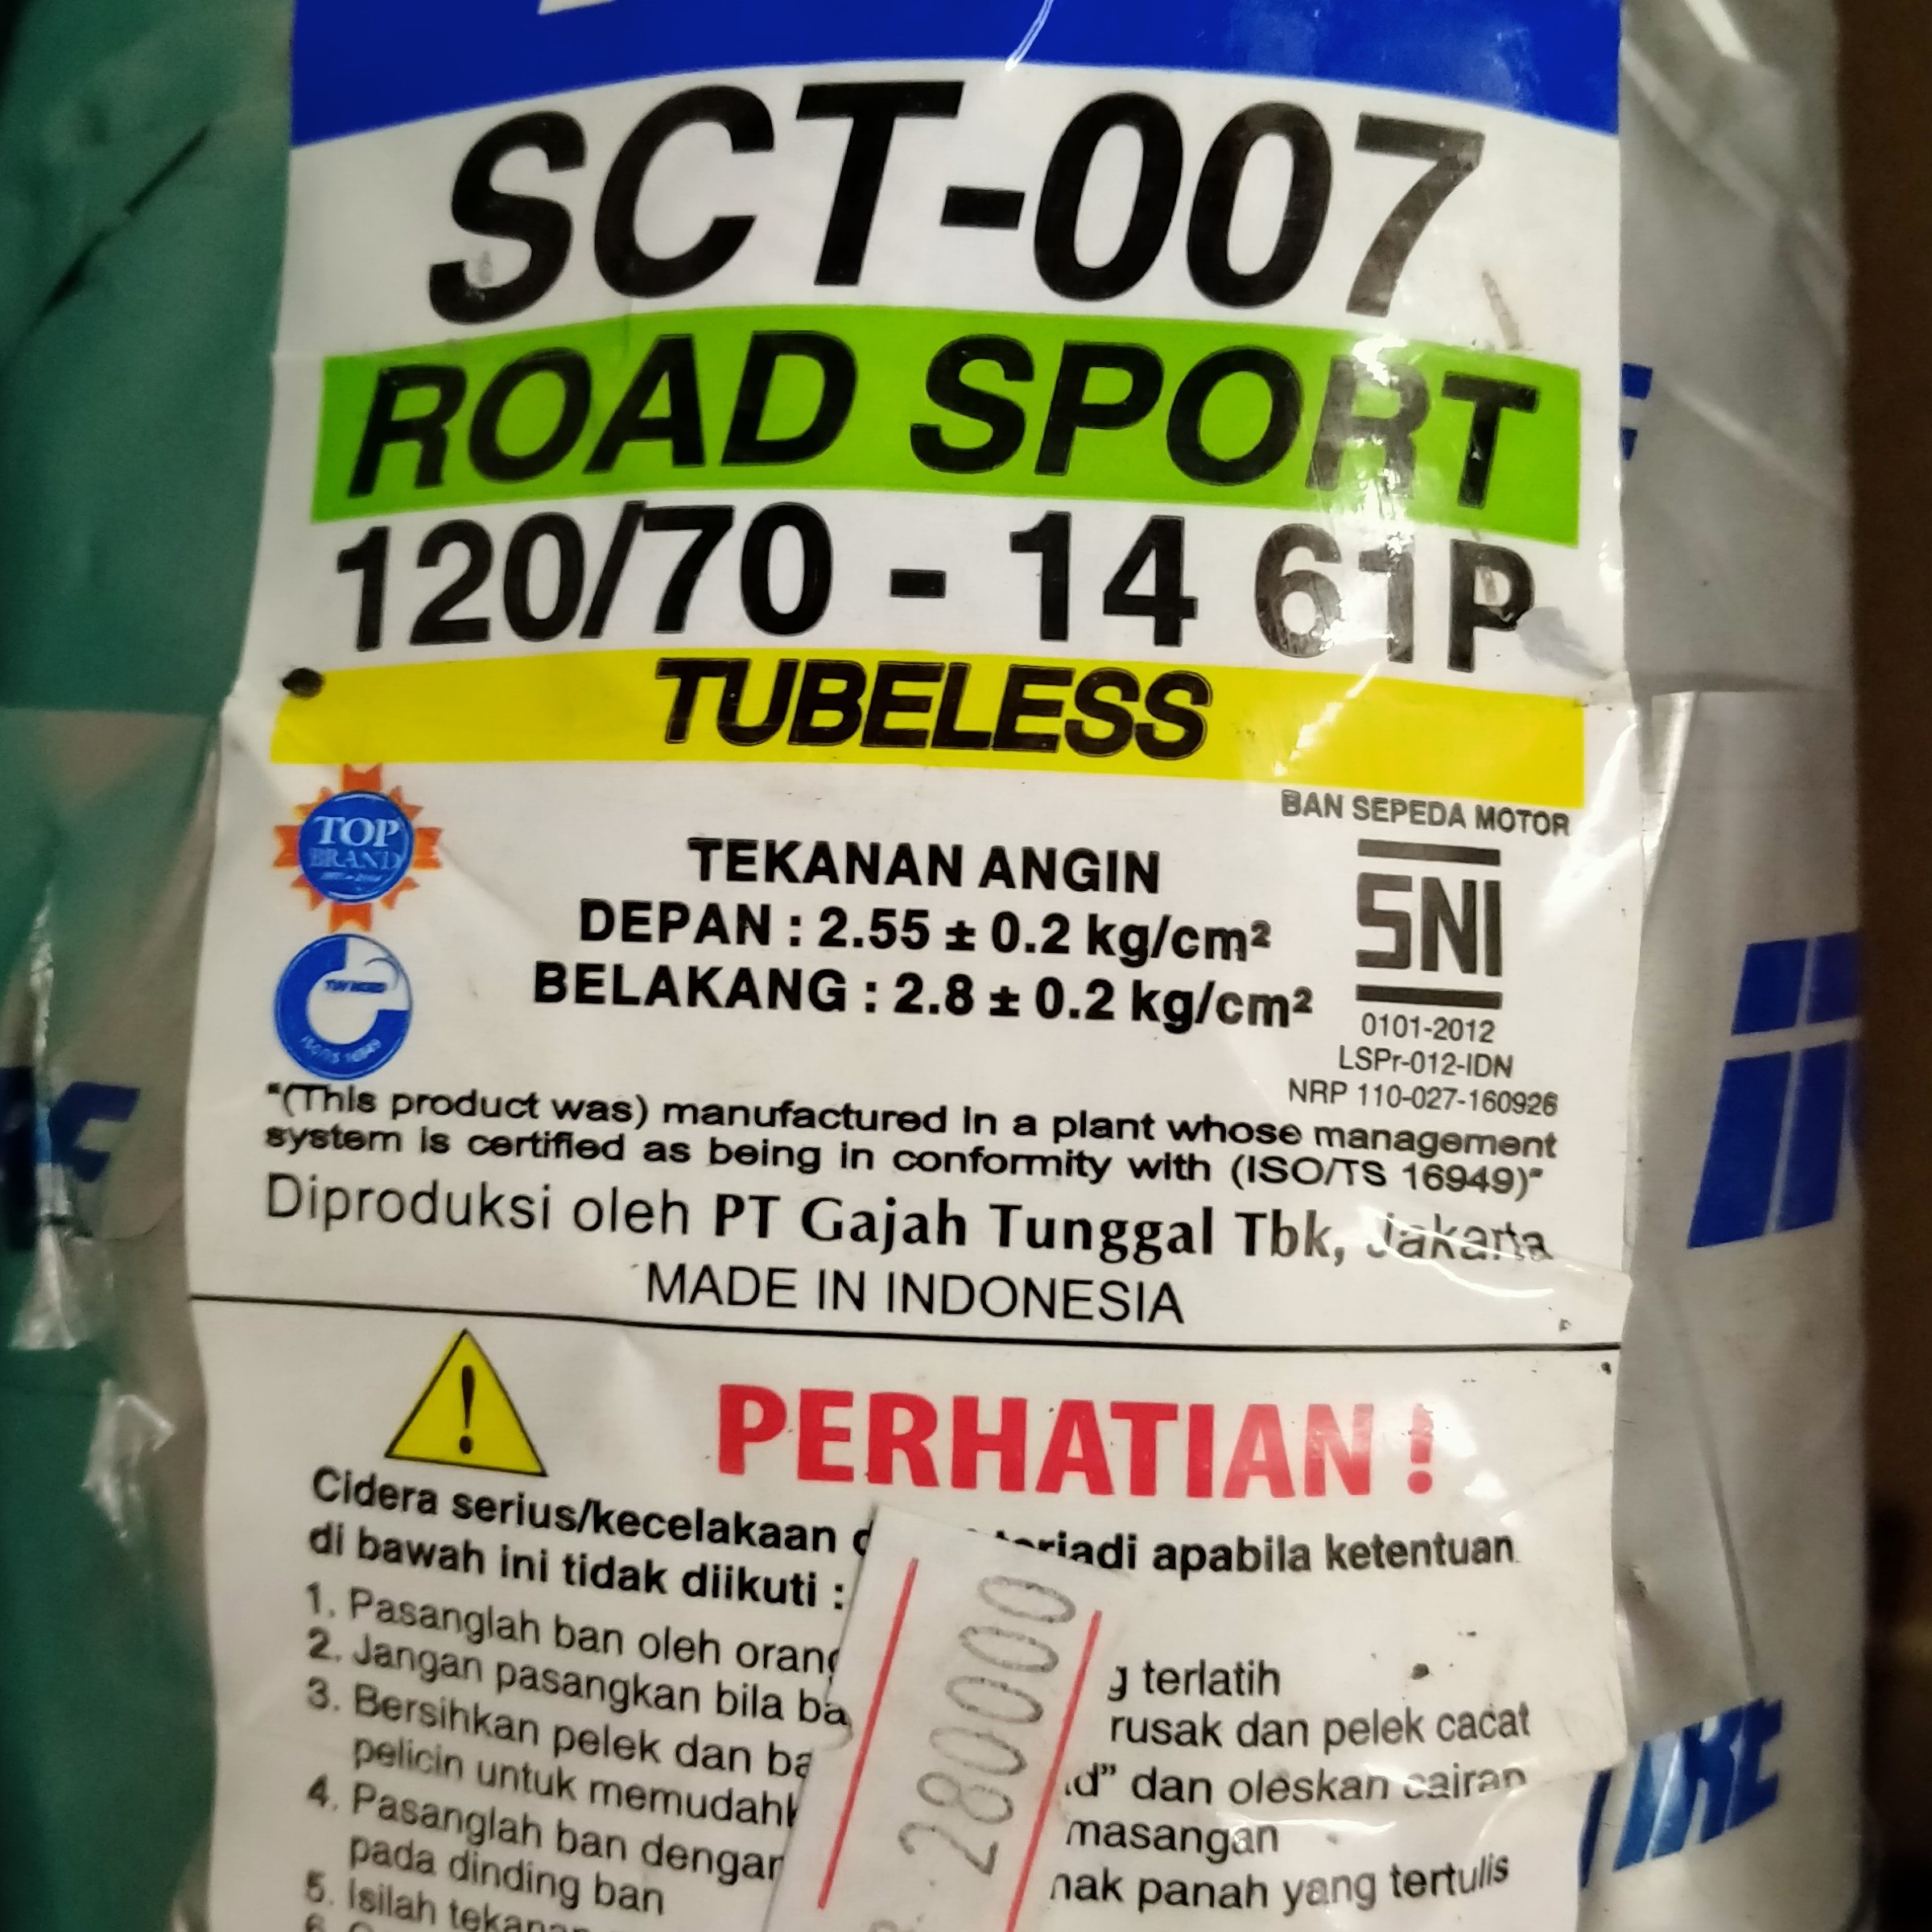 SCT-007
ROAD SPORT
120/70 - 14 61P
TUBELESS
TOP
BRAND
BAN SEPEDA MOTOR
SNI
0101-2012
LSPr-012-IDN
NRP 110-027-160926
TEKANAN ANGIN
DEPAN : 2.55 ± 0.2 kg/cm²
BELAKANG : 2.8 ± 0.2 kg/cm²
ISO/TS 16949
"(This product was) manufactured in a plant whose management
system is certified as being in conformity with (ISO/TS 16949)"
Diproduksi oleh PT Gajah Tunggal Tbk, Jakarta
MADE IN INDONESIA
PERHATIAN !
Cidera serius/kecelakaan apabila ketentuan
di bawah ini tidak diikuti :
1. Pasanglah ban oleh terlatih
2. Jangan pasangkan bila rusak dan pelek cacat
3. Bersihkan pelek dan dan oleskan cairan
pelicin untuk
4. Pasanglah ban panah yang tertulis
pada dinding ban
5. Isilah
280000